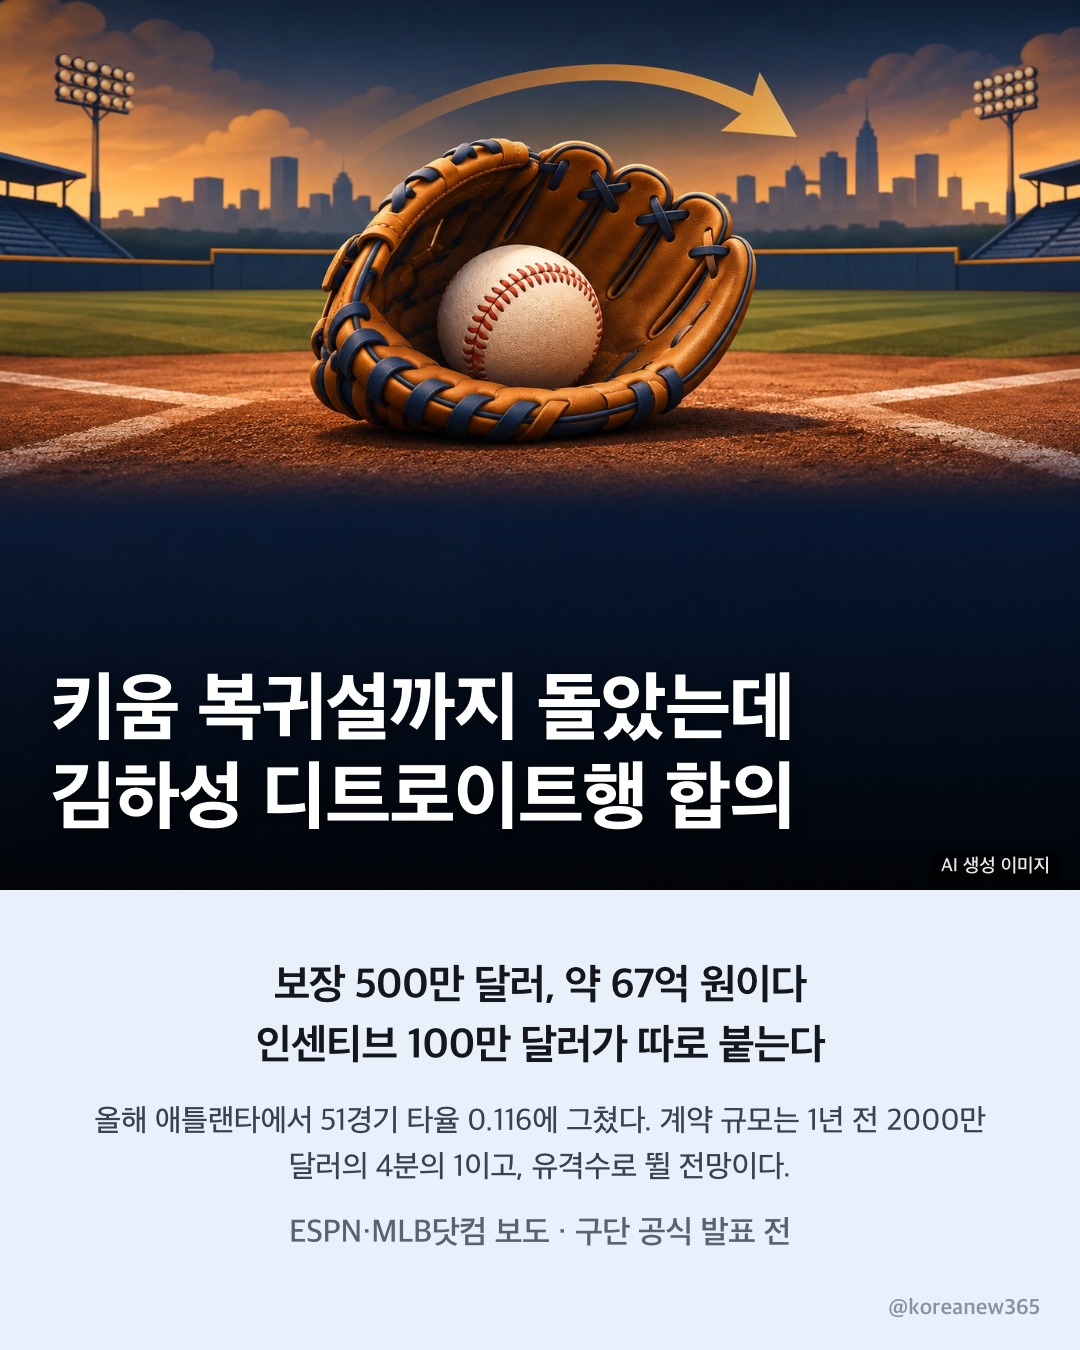 키움 복귀설까지 돌았는데
김하성 디트로이트행 합의
AI 생성 이미지
보장 500만 달러, 약 67억 원이다
인센티브 100만 달러가 따로 붙는다
올해 애틀랜타에서 51경기 타율 0.116에 그쳤다. 계약 규모는 1년 전 2000만
달러의 4분의 1이고, 유격수로 뛸 전망이다.
ESPN·MLB닷컴 보도 · 구단 공식 발표 전
@koreanew365